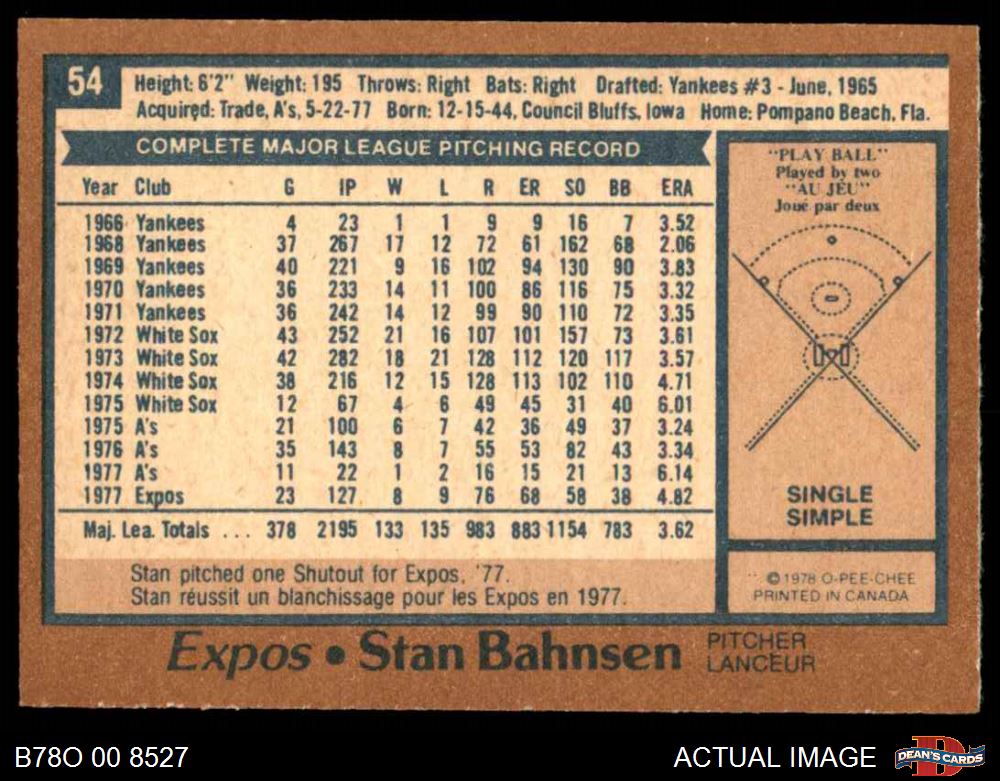 54
Height: 6'2" Weight: 195 Throws: Right Bats: Right Drafted: Yankees #3 - June, 1965
Acquired: Trade, A's, 5-22-77 Born: 12-15-44, Council Bluffs, Iowa Home: Pompano Beach, Fla.
COMPLETE MAJOR LEAGUE PITCHING RECORD
Year Club G IP W L R ER SO BB ERA
1966 Yankees 4 23 1 1 9 9 16 7 3.52
1968 Yankees 37 267 17 12 72 61 162 68 2.06
1969 Yankees 40 221 9 16 102 94 130 90 3.83
1970 Yankees 36 233 14 11 100 86 116 75 3.32
1971 Yankees 36 242 14 12 99 90 110 72 3.35
1972 White Sox 43 252 21 16 107 101 157 73 3.61
1973 White Sox 42 282 18 21 128 112 120 117 3.57
1974 White Sox 38 216 12 15 128 113 102 110 4.71
1975 White Sox 12 67 4 6 49 45 31 40 6.01
1975 A's 21 100 6 7 42 36 49 37 3.24
1976 A's 35 143 8 7 55 53 82 43 3.34
1977 A's 11 22 1 2 16 15 21 13 6.14
1977 Expos 23 127 8 9 76 68 58 38 4.82
Maj. Lea. Totals ... 378 2195 133 135 983 883 1154 783 3.62
Stan pitched one Shutout for Expos, '77.
Stan réussit un blanchissage pour les Expos en 1977.
"PLAY BALL"
Played by two
"AU JEU"
Joué par deux
SINGLE
SIMPLE
© 1978 O-PEE-CHEE
PRINTED IN CANADA
Expos • Stan Bahnsen
PITCHER
LANCEUR
B78O 00 8527
ACTUAL IMAGE
D
DEAN'S CARDS